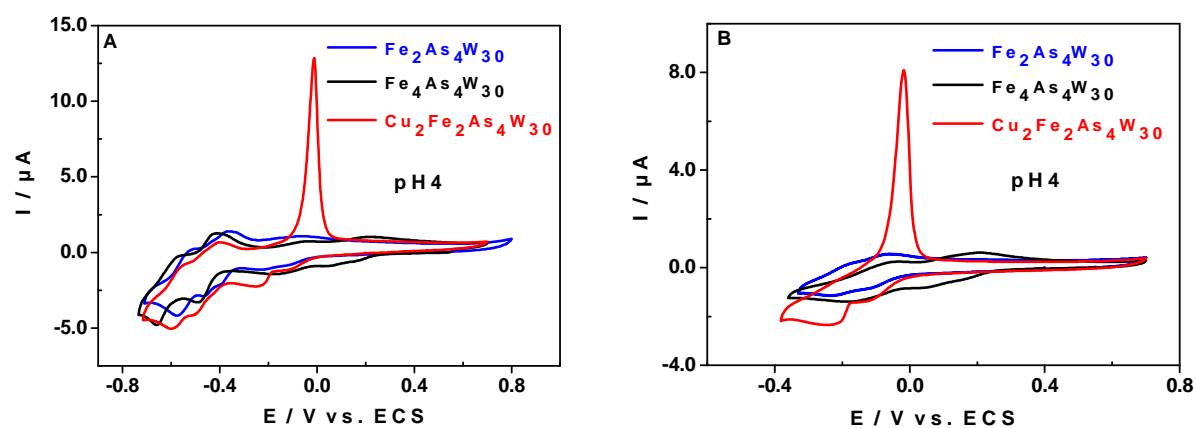 A
15.0
10.0
5.0
0.0
-5.0
I / µA
Fe2As4W30
Fe4As4W30
Cu2Fe2As4W30
pH4
-0.8
-0.4
0.0
0.4
0.8
E / V vs. ECS
B
8.0
4.0
0.0
-4.0
I / µA
Fe2As4W30
Fe4As4W30
Cu2Fe2As4W30
pH4
-0.4
0.0
0.4
0.8
E / V vs. ECS